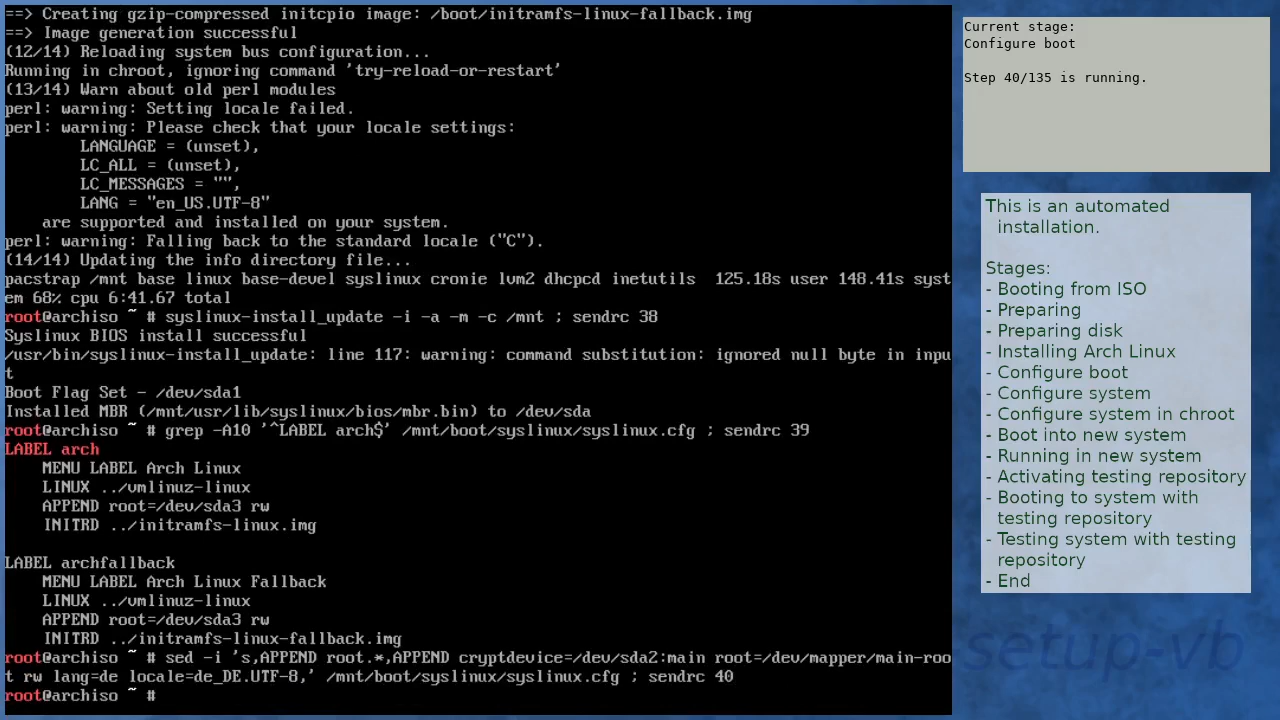 ==> Creating gzip-compressed initcpio image: /boot/initramfs-linux-fallback.img
==> Image generation successful
(12/14) Reloading system bus configuration...
Running in chroot, ignoring command 'try-reload-or-restart'
(13/14) Warn about old perl modules
perl: warning: Setting locale failed.
perl: warning: Please check that your locale settings:
        LANGUAGE = (unset),
        LC_ALL = (unset),
        LC_MESSAGES = "",
        LANG = "en_US.UTF-8"
    are supported and installed on your system.
perl: warning: Falling back to the standard locale ("C").
(14/14) Updating the info directory file...
pacstrap /mnt base linux base-devel syslinux cronie lvm2 dhcpcd inetutils  125.18s user 148.41s syst
em 68% cpu 6:41.67 total
root@archiso ~ # syslinux-install_update -i -a -m -c /mnt ; sendrc 38
Syslinux BIOS install successful
/usr/bin/syslinux-install_update: line 117: warning: command substitution: ignored null byte in inpu
t
Boot Flag Set - /dev/sda1
Installed MBR (/mnt/usr/lib/syslinux/bios/mbr.bin) to /dev/sda
root@archiso ~ # grep -A10 '^LABEL arch$' /mnt/boot/syslinux/syslinux.cfg ; sendrc 39
LABEL arch
    MENU LABEL Arch Linux
    LINUX ../vmlinuz-linux
    APPEND root=/dev/sda3 rw
    INITRD ../initramfs-linux.img

LABEL archfallback
    MENU LABEL Arch Linux Fallback
    LINUX ../vmlinuz-linux
    APPEND root=/dev/sda3 rw
    INITRD ../initramfs-linux-fallback.img
root@archiso ~ # sed -i 's,APPEND root.*,APPEND cryptdevice=/dev/sda2:main root=/dev/mapper/main-roo
t rw lang=de locale=de_DE.UTF-8,' /mnt/boot/syslinux/syslinux.cfg ; sendrc 40
root@archiso ~ #
Current stage:
Configure boot

Step 40/135 is running.
This is an automated
installation.

Stages:
- Booting from ISO
- Preparing
- Preparing disk
- Installing Arch Linux
- Configure boot
- Configure system
- Configure system in chroot
- Boot into new system
- Running in new system
- Activating testing repository
- Booting to system with
testing repository
- Testing system with testing
repository
- End
setup-vb